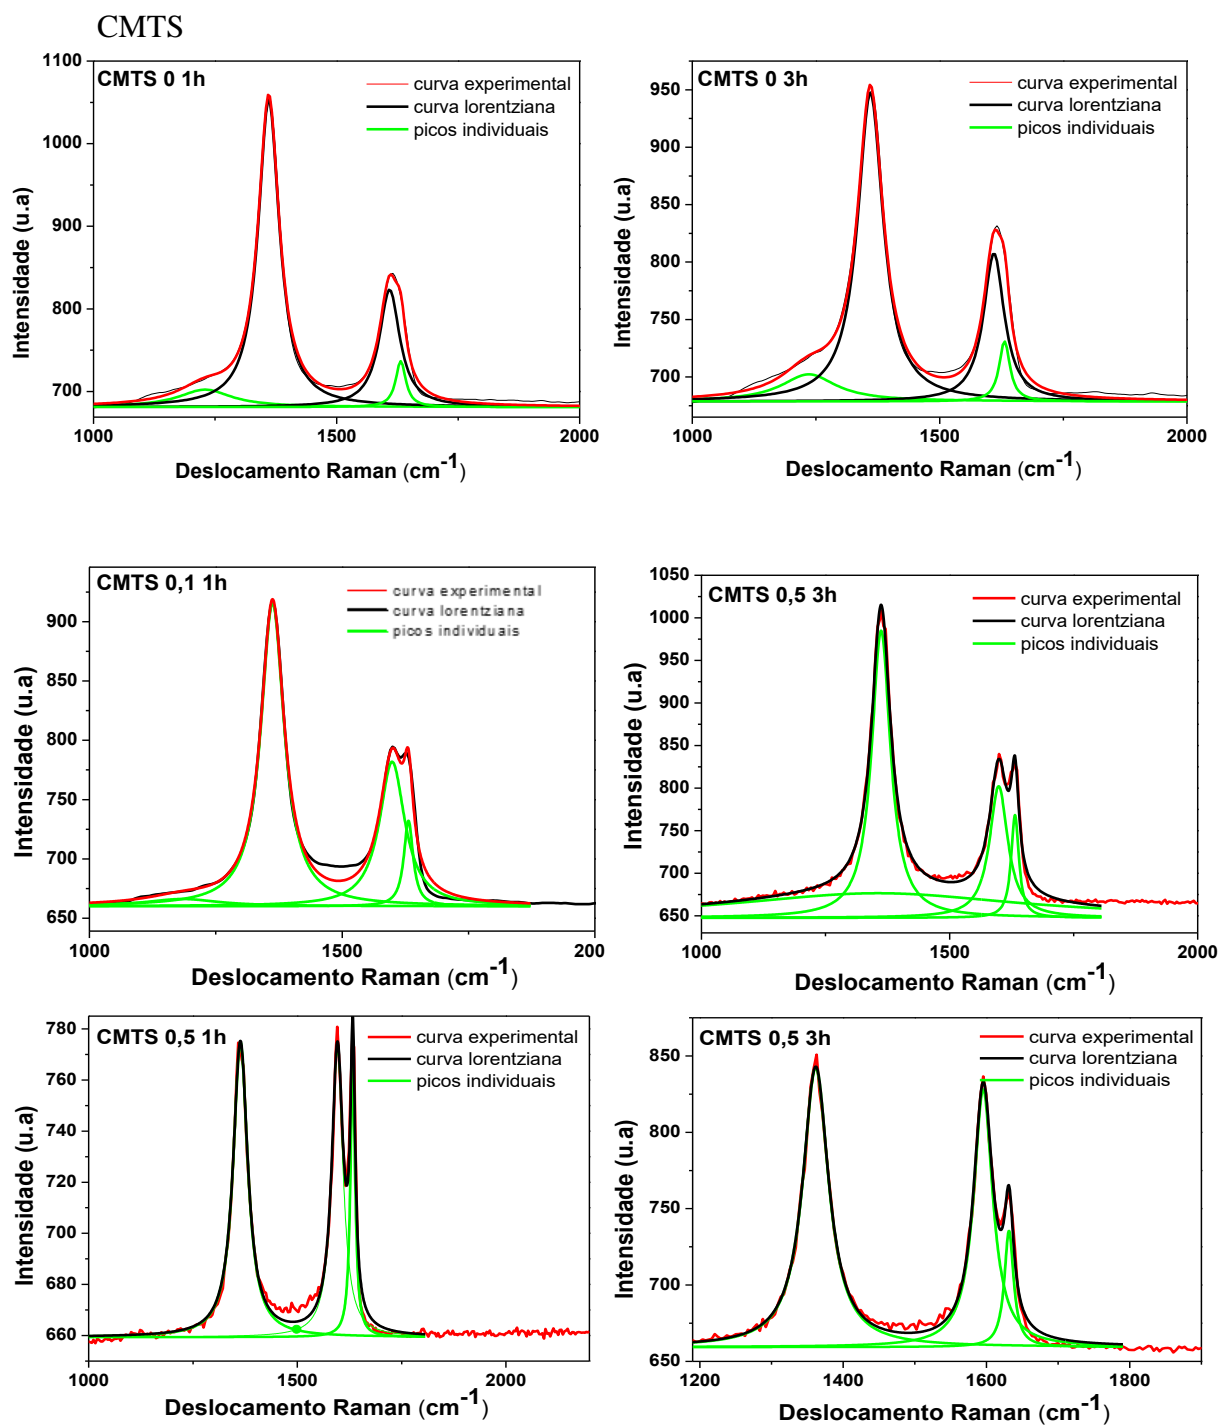 CMTS
CMTS 0 1h
curva experimental
curva lorentziana
picos individuais
Intensidade (u.a)
1100
1000
900
800
700
1000 1500 2000
Deslocamento Raman (cm⁻¹)
CMTS 0 3h
curva experimental
curva lorentziana
picos individuais
Intensidade (u.a)
950
900
850
800
750
700
1000 1500 2000
Deslocamento Raman (cm⁻¹)
CMTS 0,1 1h
curva experimental
curva lorentziana
picos individuais
Intensidade (u.a)
900
850
800
750
700
650
1000 1500 200
Deslocamento Raman (cm⁻¹)
CMTS 0,5 3h
curva experimental
curva lorentziana
picos individuais
Intensidade (u.a)
1050
1000
950
900
850
800
750
700
650
1000 1500 2000
Deslocamento Raman (cm⁻¹)
CMTS 0,5 1h
curva experimental
curva lorentziana
picos individuais
Intensidade (u.a)
780
760
740
720
700
680
660
1000 1500 2000
Deslocamento Raman (cm⁻¹)
CMTS 0,5 3h
curva experimental
curva lorentziana
picos individuais
Intensidade (u.a)
850
800
750
700
650
1200 1400 1600 1800
Deslocamento Raman (cm⁻¹)